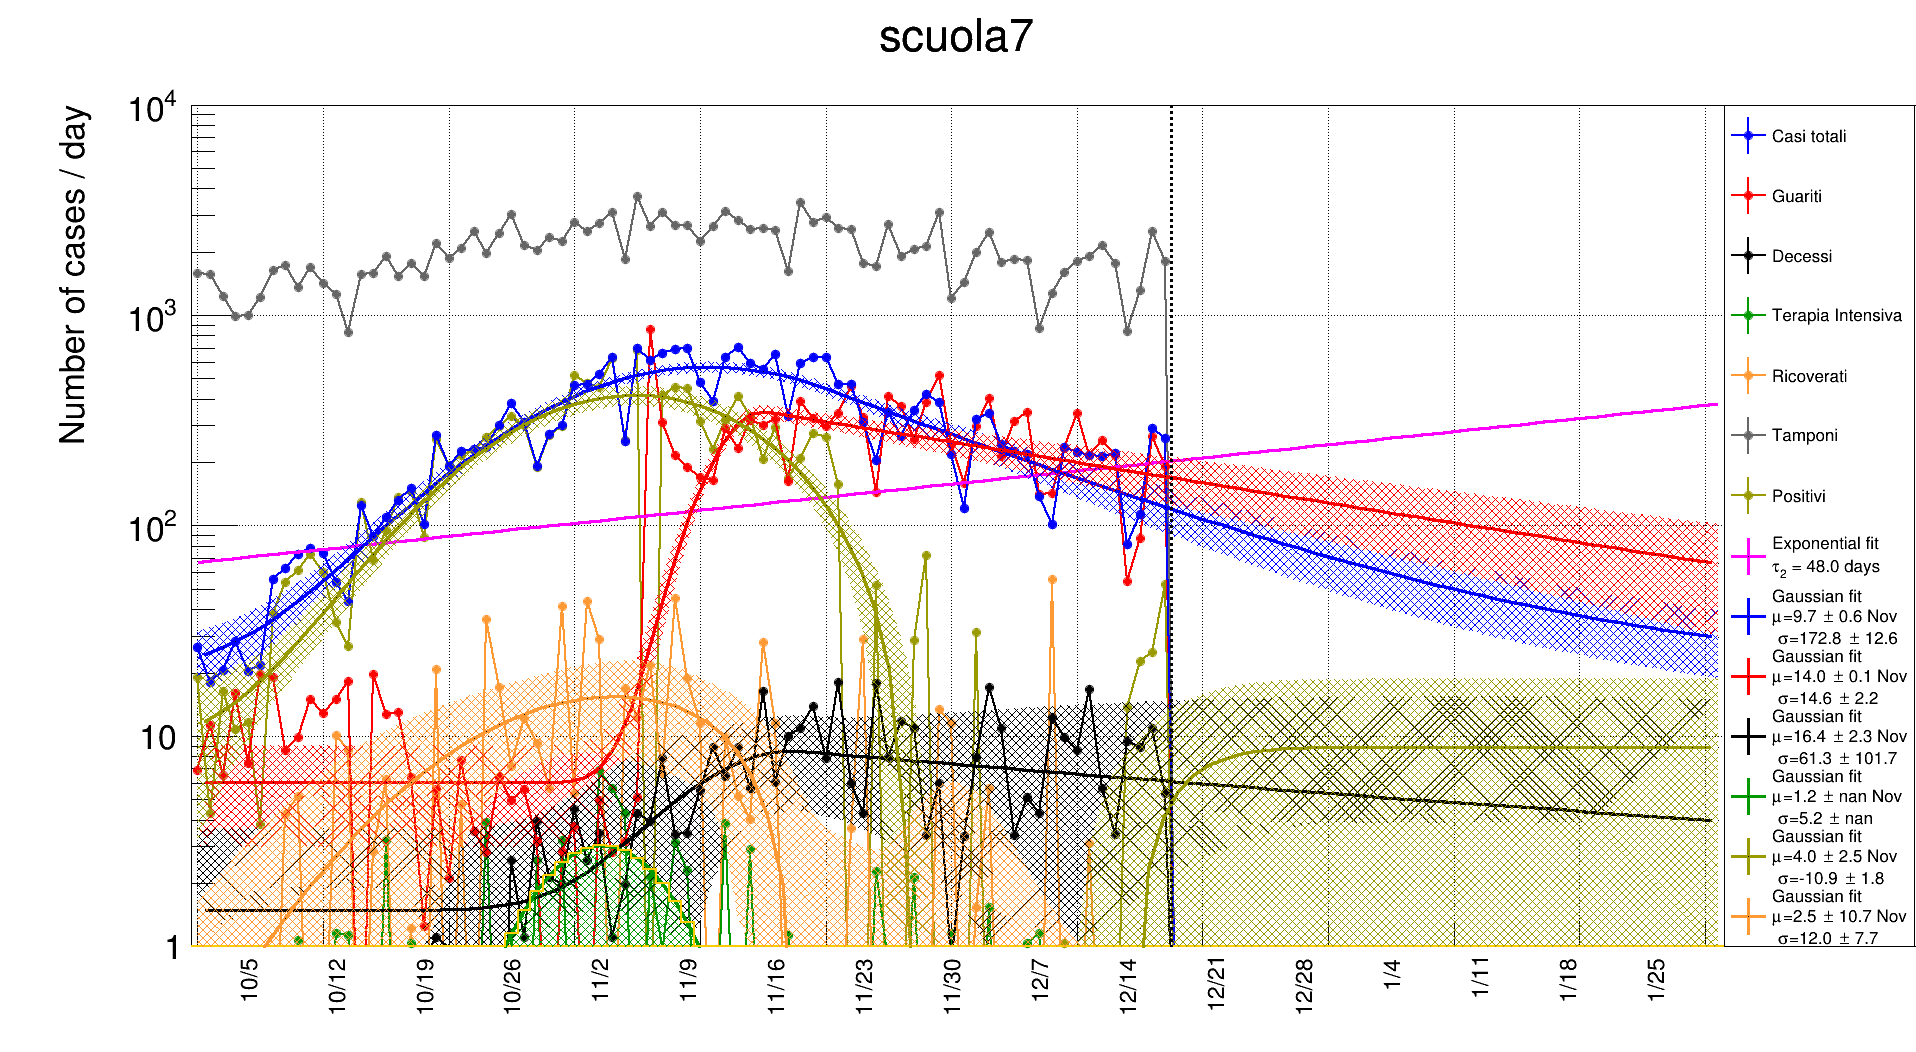 scuola7
Number of cases / day
10^4
10^3
10^2
10
1
10/5
10/12
10/19
10/26
11/2
11/9
11/16
11/23
11/30
12/7
12/14
12/21
12/28
1/4
1/11
1/18
1/25
Casi totali
Guariti
Decessi
Terapia Intensiva
Ricoverati
Tamponi
Positivi
Exponential fit
τ_2 = 48.0 days
Gaussian fit
μ=9.7 ± 0.6 Nov
σ=172.8 ± 12.6
Gaussian fit
μ=14.0 ± 0.1 Nov
σ=14.6 ± 2.2
Gaussian fit
μ=16.4 ± 2.3 Nov
σ=61.3 ± 101.7
Gaussian fit
μ=1.2 ± nan Nov
σ=5.2 ± nan
Gaussian fit
μ=4.0 ± 2.5 Nov
σ=-10.9 ± 1.8
Gaussian fit
μ=2.5 ± 10.7 Nov
σ=12.0 ± 7.7